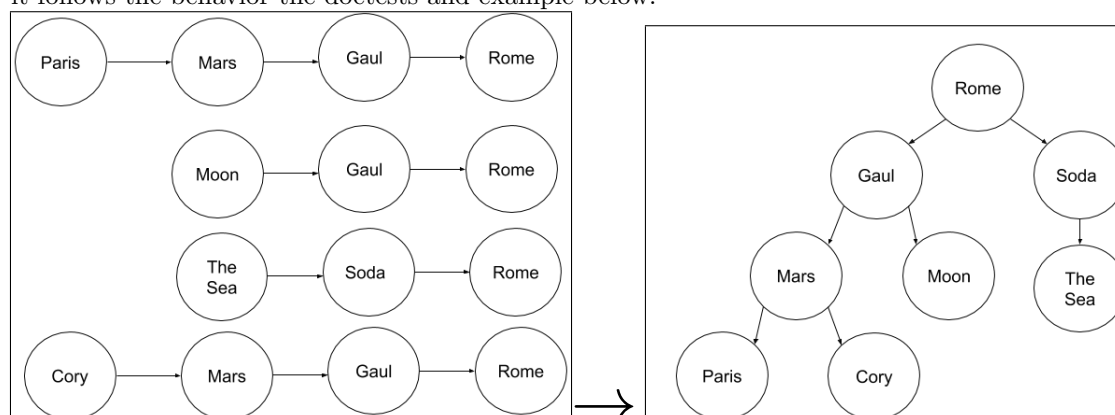 it follows the behavior the doctests and example below.
Paris Mars Gaul Rome
Moon Gaul Rome
The
Sea
Soda Rome
Cory Mars Gaul Rome
Rome
Gaul Soda
Mars Moon The
Sea
Paris Cory